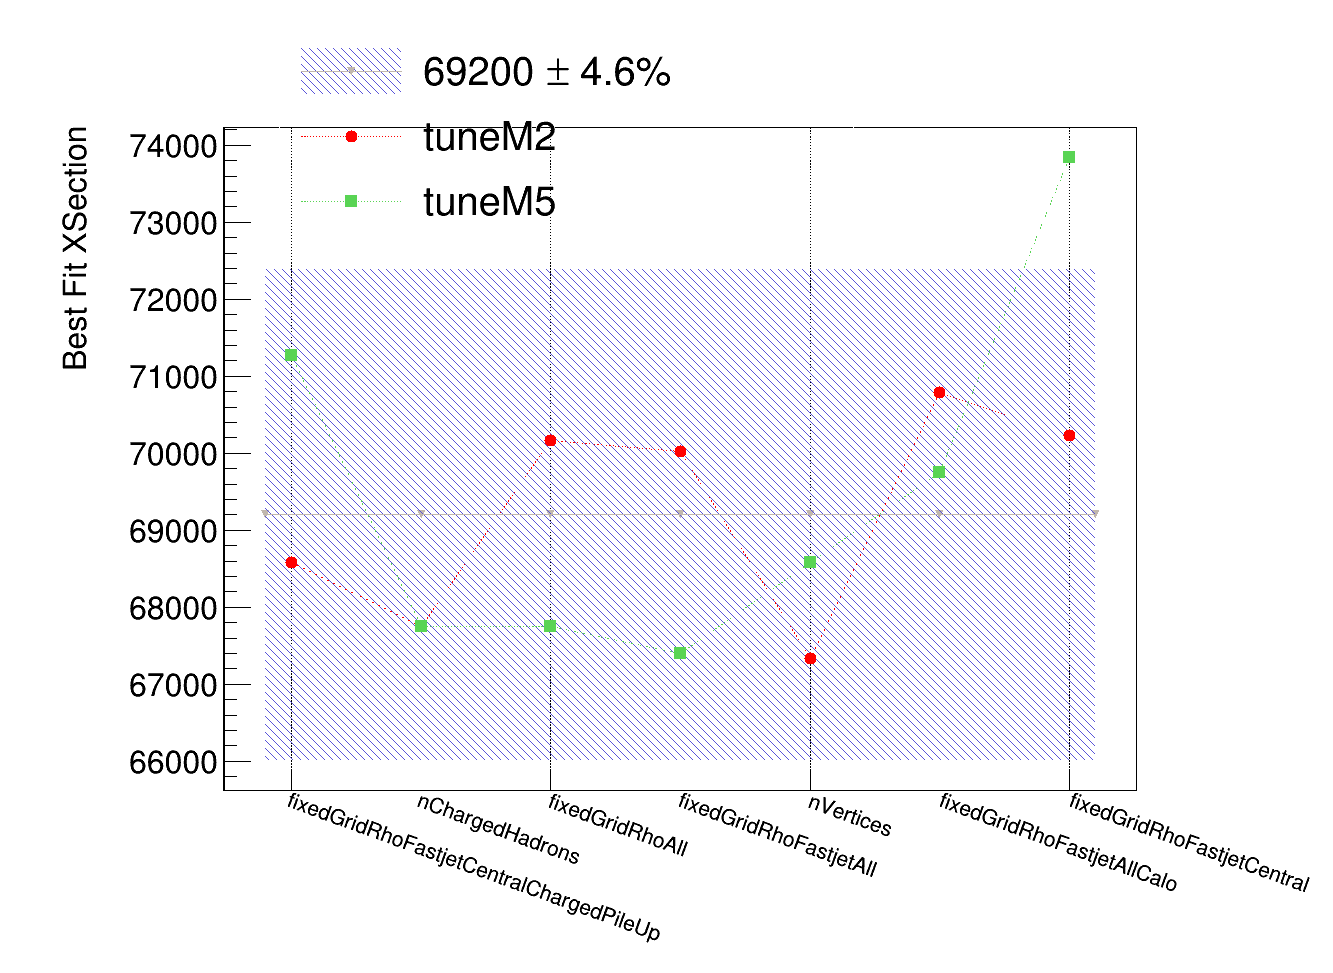 69200 ± 4.6%
tuneM2
tuneM5
Best Fit XSection
74000
73000
72000
71000
70000
69000
68000
67000
66000
fixedGridRhoFastjetCentralChargedPileUp
nChargedHadrons
fixedGridRhoAll
fixedGridRhoFastjetAll
nVertices
fixedGridRhoFastjetAllCalo
fixedGridRhoFastjetCentral